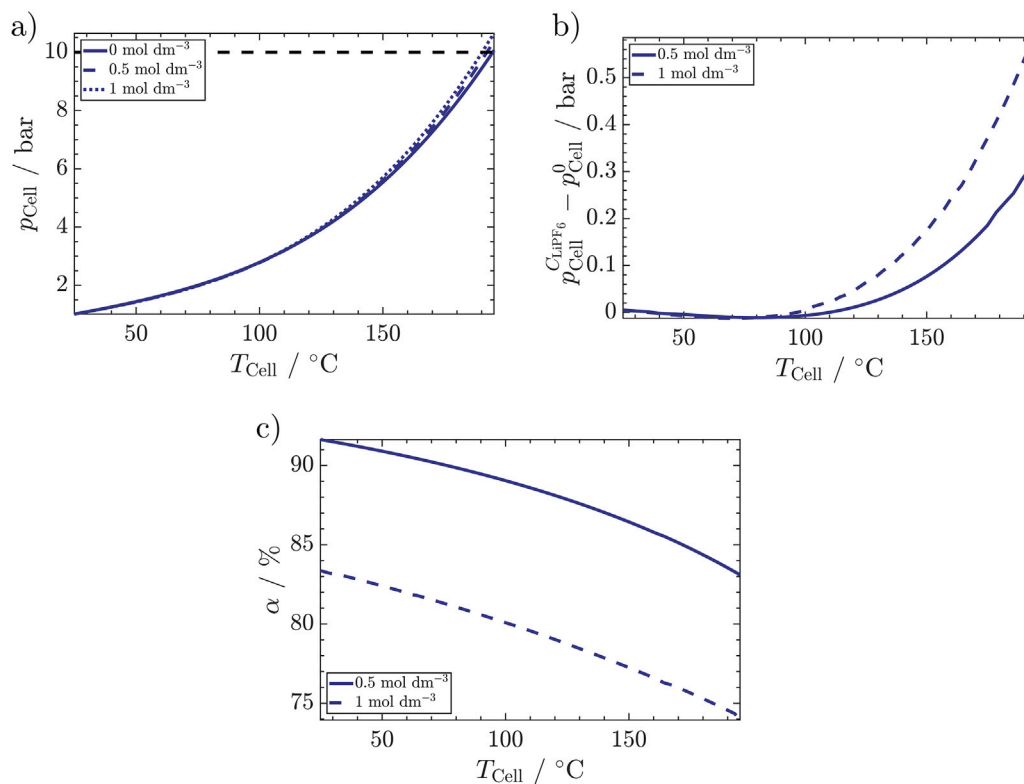 a)
10
8
6
4
2
p_Cell / bar
0 mol dm⁻³
0.5 mol dm⁻³
1 mol dm⁻³
50 100 150
T_Cell / °C
b)
0.5
0.4
0.3
0.2
0.1
0
p_Cell^{C_LiPF₆} − p_Cell^0 / bar
0.5 mol dm⁻³
1 mol dm⁻³
50 100 150
T_Cell / °C
c)
90
85
80
75
α / %
0.5 mol dm⁻³
1 mol dm⁻³
50 100 150
T_Cell / °C